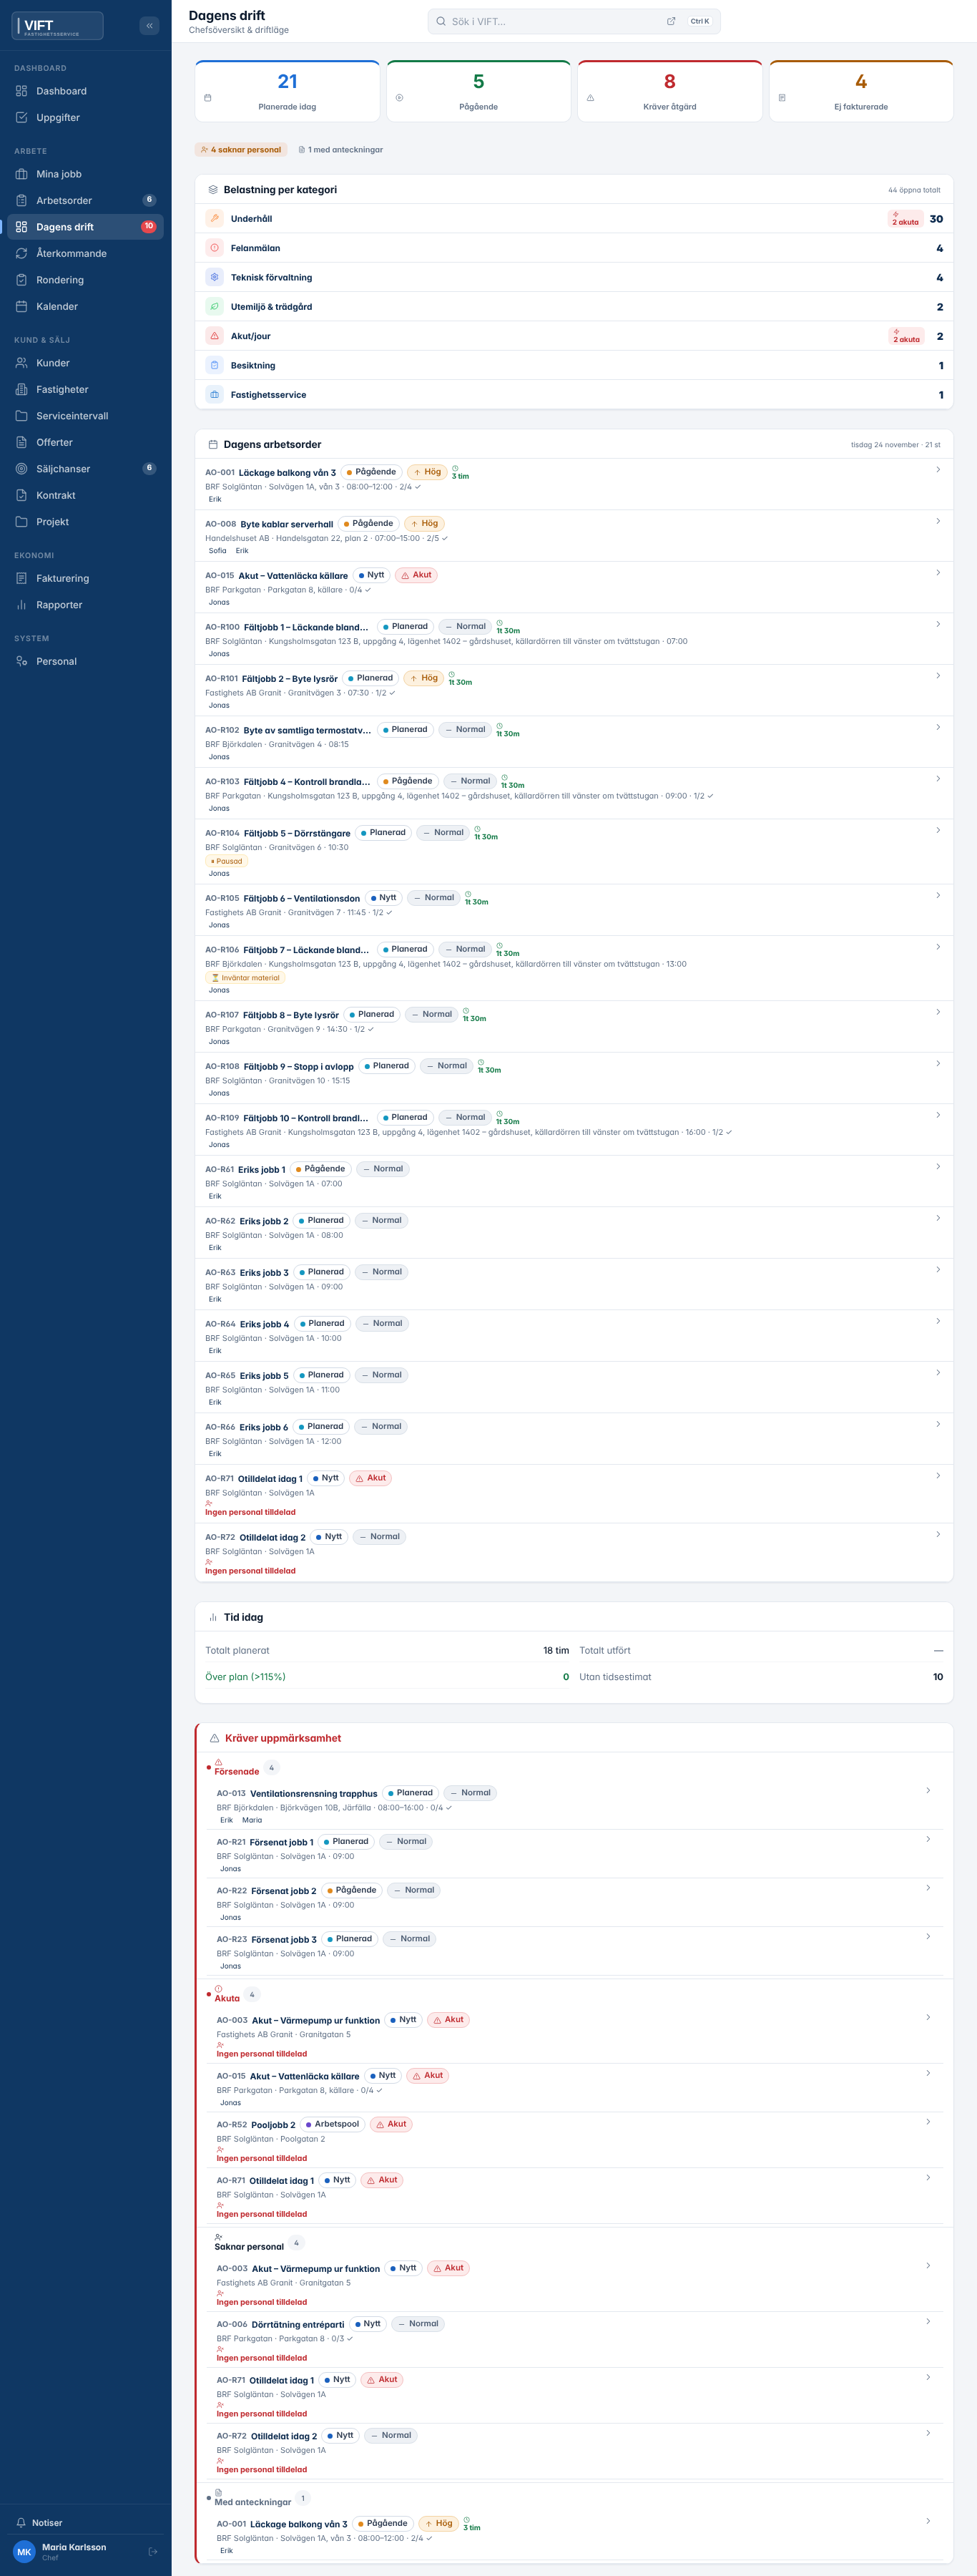 VIFT
FASTIGHETSSERVICE
DASHBOARD
Dashboard
Uppgifter
ARBETE
Mina jobb
Arbetsorder 6
Dagens drift 10
Återkommande
Rondering
Kalender
KUND & SÄLJ
Kunder
Fastigheter
Serviceintervall
Offerter
Säljchanser 6
Kontrakt
Projekt
EKONOMI
Fakturering
Rapporter
SYSTEM
Personal
Notiser
MK Maria Karlsson
Chef
Dagens drift
Chefsöversikt & driftläge
Sök i VIFT... Ctrl K
21
Planerade idag
5
Pågående
8
Kräver åtgärd
4
Ej fakturerade
4 saknar personal 1 med anteckningar
Belastning per kategori 44 öppna totalt
Underhåll 2 akuta 30
Felanmälan 4
Teknisk förvaltning 4
Utemiljö & trädgård 2
Akut/jour 2 akuta 2
Besiktning 1
Fastighetsservice 1
Dagens arbetsorder tisdag 24 november · 21 st
AO-001 Läckage balkong vån 3 Pågående Hög 3 tim
BRF Solgläntan · Solvägen 1A, vån 3 · 08:00–12:00 · 2/4 ✓
Erik
AO-008 Byte kablar serverhall Pågående Hög
Handelshuset AB · Handelsgatan 22, plan 2 · 07:00–15:00 · 2/5 ✓
Sofia Erik
AO-015 Akut – Vattenläcka källare Nytt Akut
BRF Parkgatan · Parkgatan 8, källare · 0/4 ✓
Jonas
AO-R100 Fältjobb 1 – Läckande bland... Planerad Normal 1t 30m
BRF Solgläntan · Kungsholmsgatan 123 B, uppgång 4, lägenhet 1402 – gårdshuset, källardörren till vänster om tvättstugan · 07:00
Jonas
AO-R101 Fältjobb 2 – Byte lysrör Planerad Hög 1t 30m
Fastighets AB Granit · Granitvägen 3 · 07:30 · 1/2 ✓
Jonas
AO-R102 Byte av samtliga termostatv... Planerad Normal 1t 30m
BRF Björkdalen · Granitvägen 4 · 08:15
Jonas
AO-R103 Fältjobb 4 – Kontroll brandla... Pågående Normal 1t 30m
BRF Parkgatan · Kungsholmsgatan 123 B, uppgång 4, lägenhet 1402 – gårdshuset, källardörren till vänster om tvättstugan · 09:00 · 1/2 ✓
Jonas
AO-R104 Fältjobb 5 – Dörrstängare Planerad Normal 1t 30m
BRF Solgläntan · Granitvägen 6 · 10:30
Pausad
Jonas
AO-R105 Fältjobb 6 – Ventilationsdon Nytt Normal 1t 30m
Fastighets AB Granit · Granitvägen 7 · 11:45 · 1/2 ✓
Jonas
AO-R106 Fältjobb 7 – Läckande bland... Planerad Normal 1t 30m
BRF Björkdalen · Kungsholmsgatan 123 B, uppgång 4, lägenhet 1402 – gårdshuset, källardörren till vänster om tvättstugan · 13:00
⏳ Inväntar material
Jonas
AO-R107 Fältjobb 8 – Byte lysrör Planerad Normal 1t 30m
BRF Parkgatan · Granitvägen 9 · 14:30 · 1/2 ✓
Jonas
AO-R108 Fältjobb 9 – Stopp i avlopp Planerad Normal 1t 30m
BRF Solgläntan · Granitvägen 10 · 15:15
Jonas
AO-R109 Fältjobb 10 – Kontroll brandl... Planerad Normal 1t 30m
Fastighets AB Granit · Kungsholmsgatan 123 B, uppgång 4, lägenhet 1402 – gårdshuset, källardörren till vänster om tvättstugan · 16:00 · 1/2 ✓
Jonas
AO-R61 Eriks jobb 1 Pågående Normal
BRF Solgläntan · Solvägen 1A · 07:00
Erik
AO-R62 Eriks jobb 2 Planerad Normal
BRF Solgläntan · Solvägen 1A · 08:00
Erik
AO-R63 Eriks jobb 3 Planerad Normal
BRF Solgläntan · Solvägen 1A · 09:00
Erik
AO-R64 Eriks jobb 4 Planerad Normal
BRF Solgläntan · Solvägen 1A · 10:00
Erik
AO-R65 Eriks jobb 5 Planerad Normal
BRF Solgläntan · Solvägen 1A · 11:00
Erik
AO-R66 Eriks jobb 6 Planerad Normal
BRF Solgläntan · Solvägen 1A · 12:00
Erik
AO-R71 Otilldelat idag 1 Nytt Akut
BRF Solgläntan · Solvägen 1A
Ingen personal tilldelad
AO-R72 Otilldelat idag 2 Nytt Normal
BRF Solgläntan · Solvägen 1A
Ingen personal tilldelad
Tid idag
Totalt planerat 18 tim Totalt utfört —
Över plan (>115%) 0 Utan tidsestimat 10
Kräver uppmärksamhet
Försenade 4
AO-013 Ventilationsrensning trapphus Planerad Normal
BRF Björkdalen · Björkvägen 10B, Järfälla · 08:00–16:00 · 0/4 ✓
Erik Maria
AO-R21 Försenat jobb 1 Planerad Normal
BRF Solgläntan · Solvägen 1A · 09:00
Jonas
AO-R22 Försenat jobb 2 Pågående Normal
BRF Solgläntan · Solvägen 1A · 09:00
Jonas
AO-R23 Försenat jobb 3 Planerad Normal
BRF Solgläntan · Solvägen 1A · 09:00
Jonas
Akuta 4
AO-003 Akut – Värmepump ur funktion Nytt Akut
Fastighets AB Granit · Granitgatan 5
Ingen personal tilldelad
AO-015 Akut – Vattenläcka källare Nytt Akut
BRF Parkgatan · Parkgatan 8, källare · 0/4 ✓
Jonas
AO-R52 Pooljobb 2 Arbetspool Akut
BRF Solgläntan · Poolgatan 2
Ingen personal tilldelad
AO-R71 Otilldelat idag 1 Nytt Akut
BRF Solgläntan · Solvägen 1A
Ingen personal tilldelad
Saknar personal 4
AO-003 Akut – Värmepump ur funktion Nytt Akut
Fastighets AB Granit · Granitgatan 5
Ingen personal tilldelad
AO-006 Dörrtätning entréparti Nytt Normal
BRF Parkgatan · Parkgatan 8 · 0/3 ✓
Ingen personal tilldelad
AO-R71 Otilldelat idag 1 Nytt Akut
BRF Solgläntan · Solvägen 1A
Ingen personal tilldelad
AO-R72 Otilldelat idag 2 Nytt Normal
BRF Solgläntan · Solvägen 1A
Ingen personal tilldelad
Med anteckningar 1
AO-001 Läckage balkong vån 3 Pågående Hög 3 tim
BRF Solgläntan · Solvägen 1A, vån 3 · 08:00–12:00 · 2/4 ✓
Erik